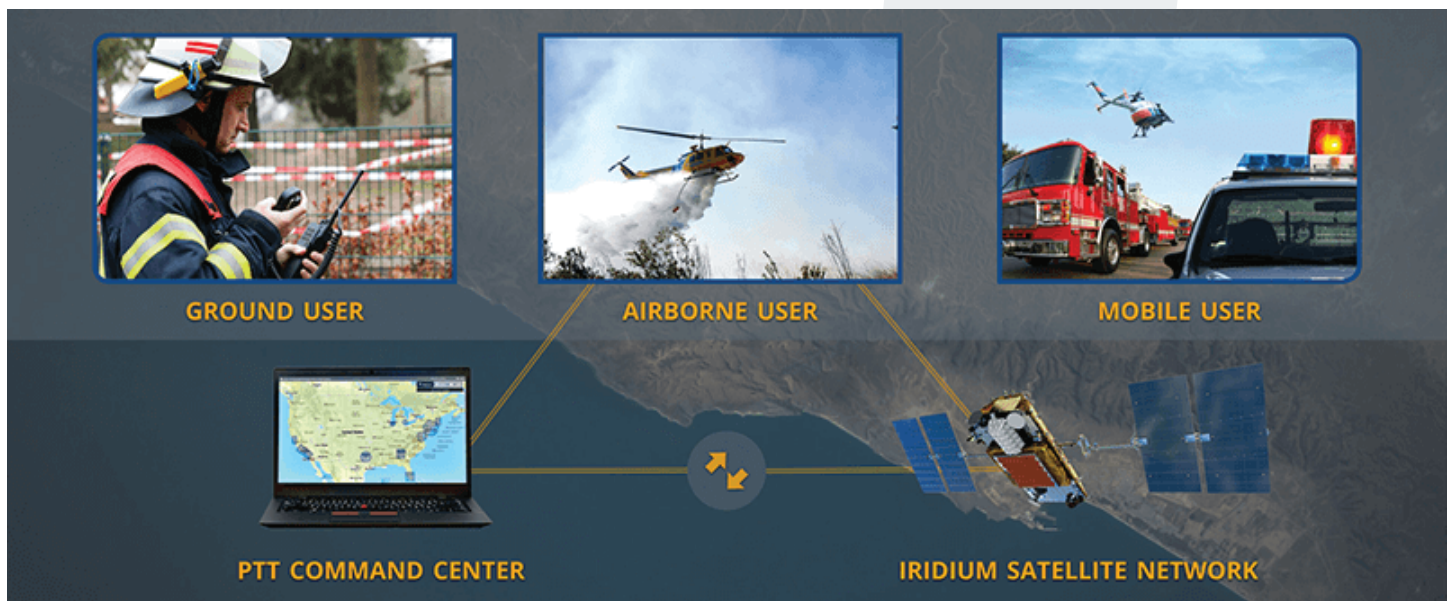 GROUND USER
AIRBORNE USER
MOBILE USER
PTT COMMAND CENTER
IRIDIUM SATELLITE NETWORK